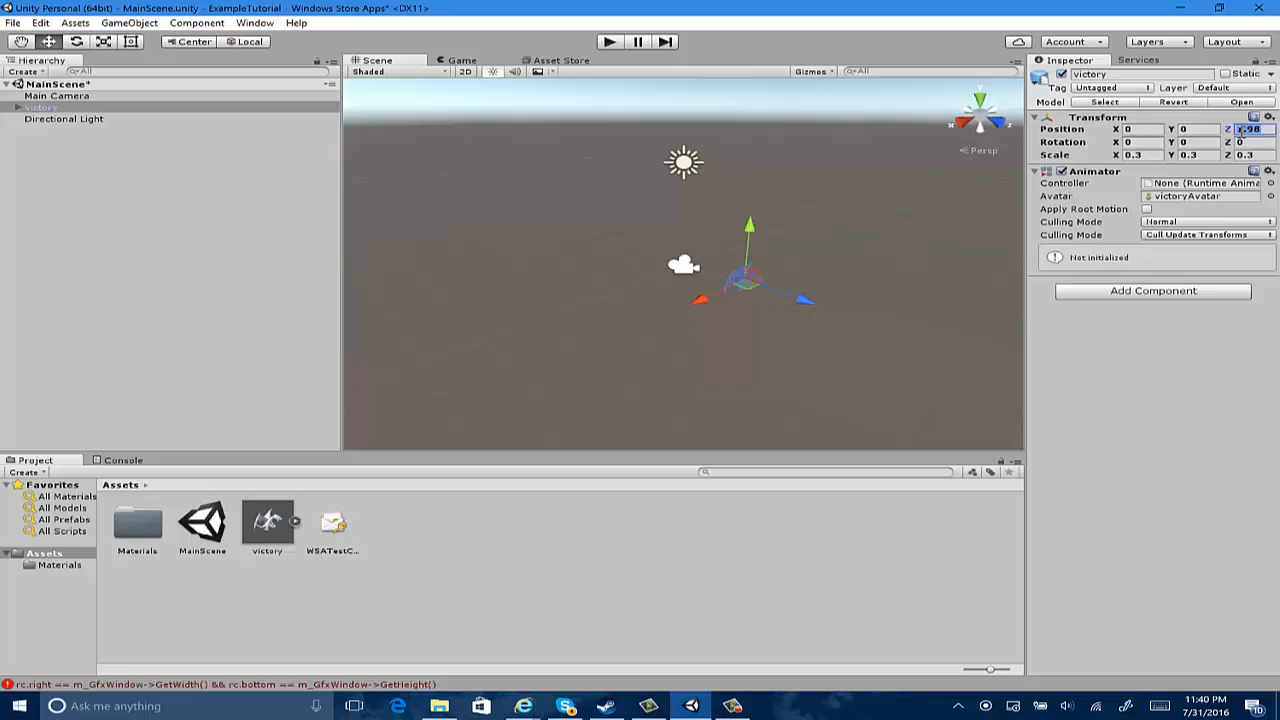 Unity Personal (64bit) - MainScene.unity - ExampleTutorial - Windows Store Apps* <DX11>
File Edit Assets GameObject Component Window Help
Center Local Account Layers Layout
Hierarchy Scene Game Asset Store Inspector Services
Create All Shaded 2D Gizmos All victory Static
MainScene* Tag Untagged Layer Default
Main Camera Model Select Revert Open
victory Transform
Directional Light
Position X 0 Y 0 Z
Rotation X 0 Y 0 Z 0
Scale X 0.3 Y 0.3 Z 0.3
y x z
Persp
Animator
Controller None (Runtime Anima
Avatar victoryAvatar
Apply Root Motion
Culling Mode Normal
Culling Mode Cull Update Transforms
Not initialized
Add Component
Project Console
Create
Favorites Assets
All Materials
All Models
All Prefabs
All Scripts
Assets
Materials
Materials MainScene victory WSATestC...
rc.right == m_GfxWindow->GetWidth() && rc.bottom == m_GfxWindow->GetHeight()
Ask me anything
11:40 PM
7/31/2016
10